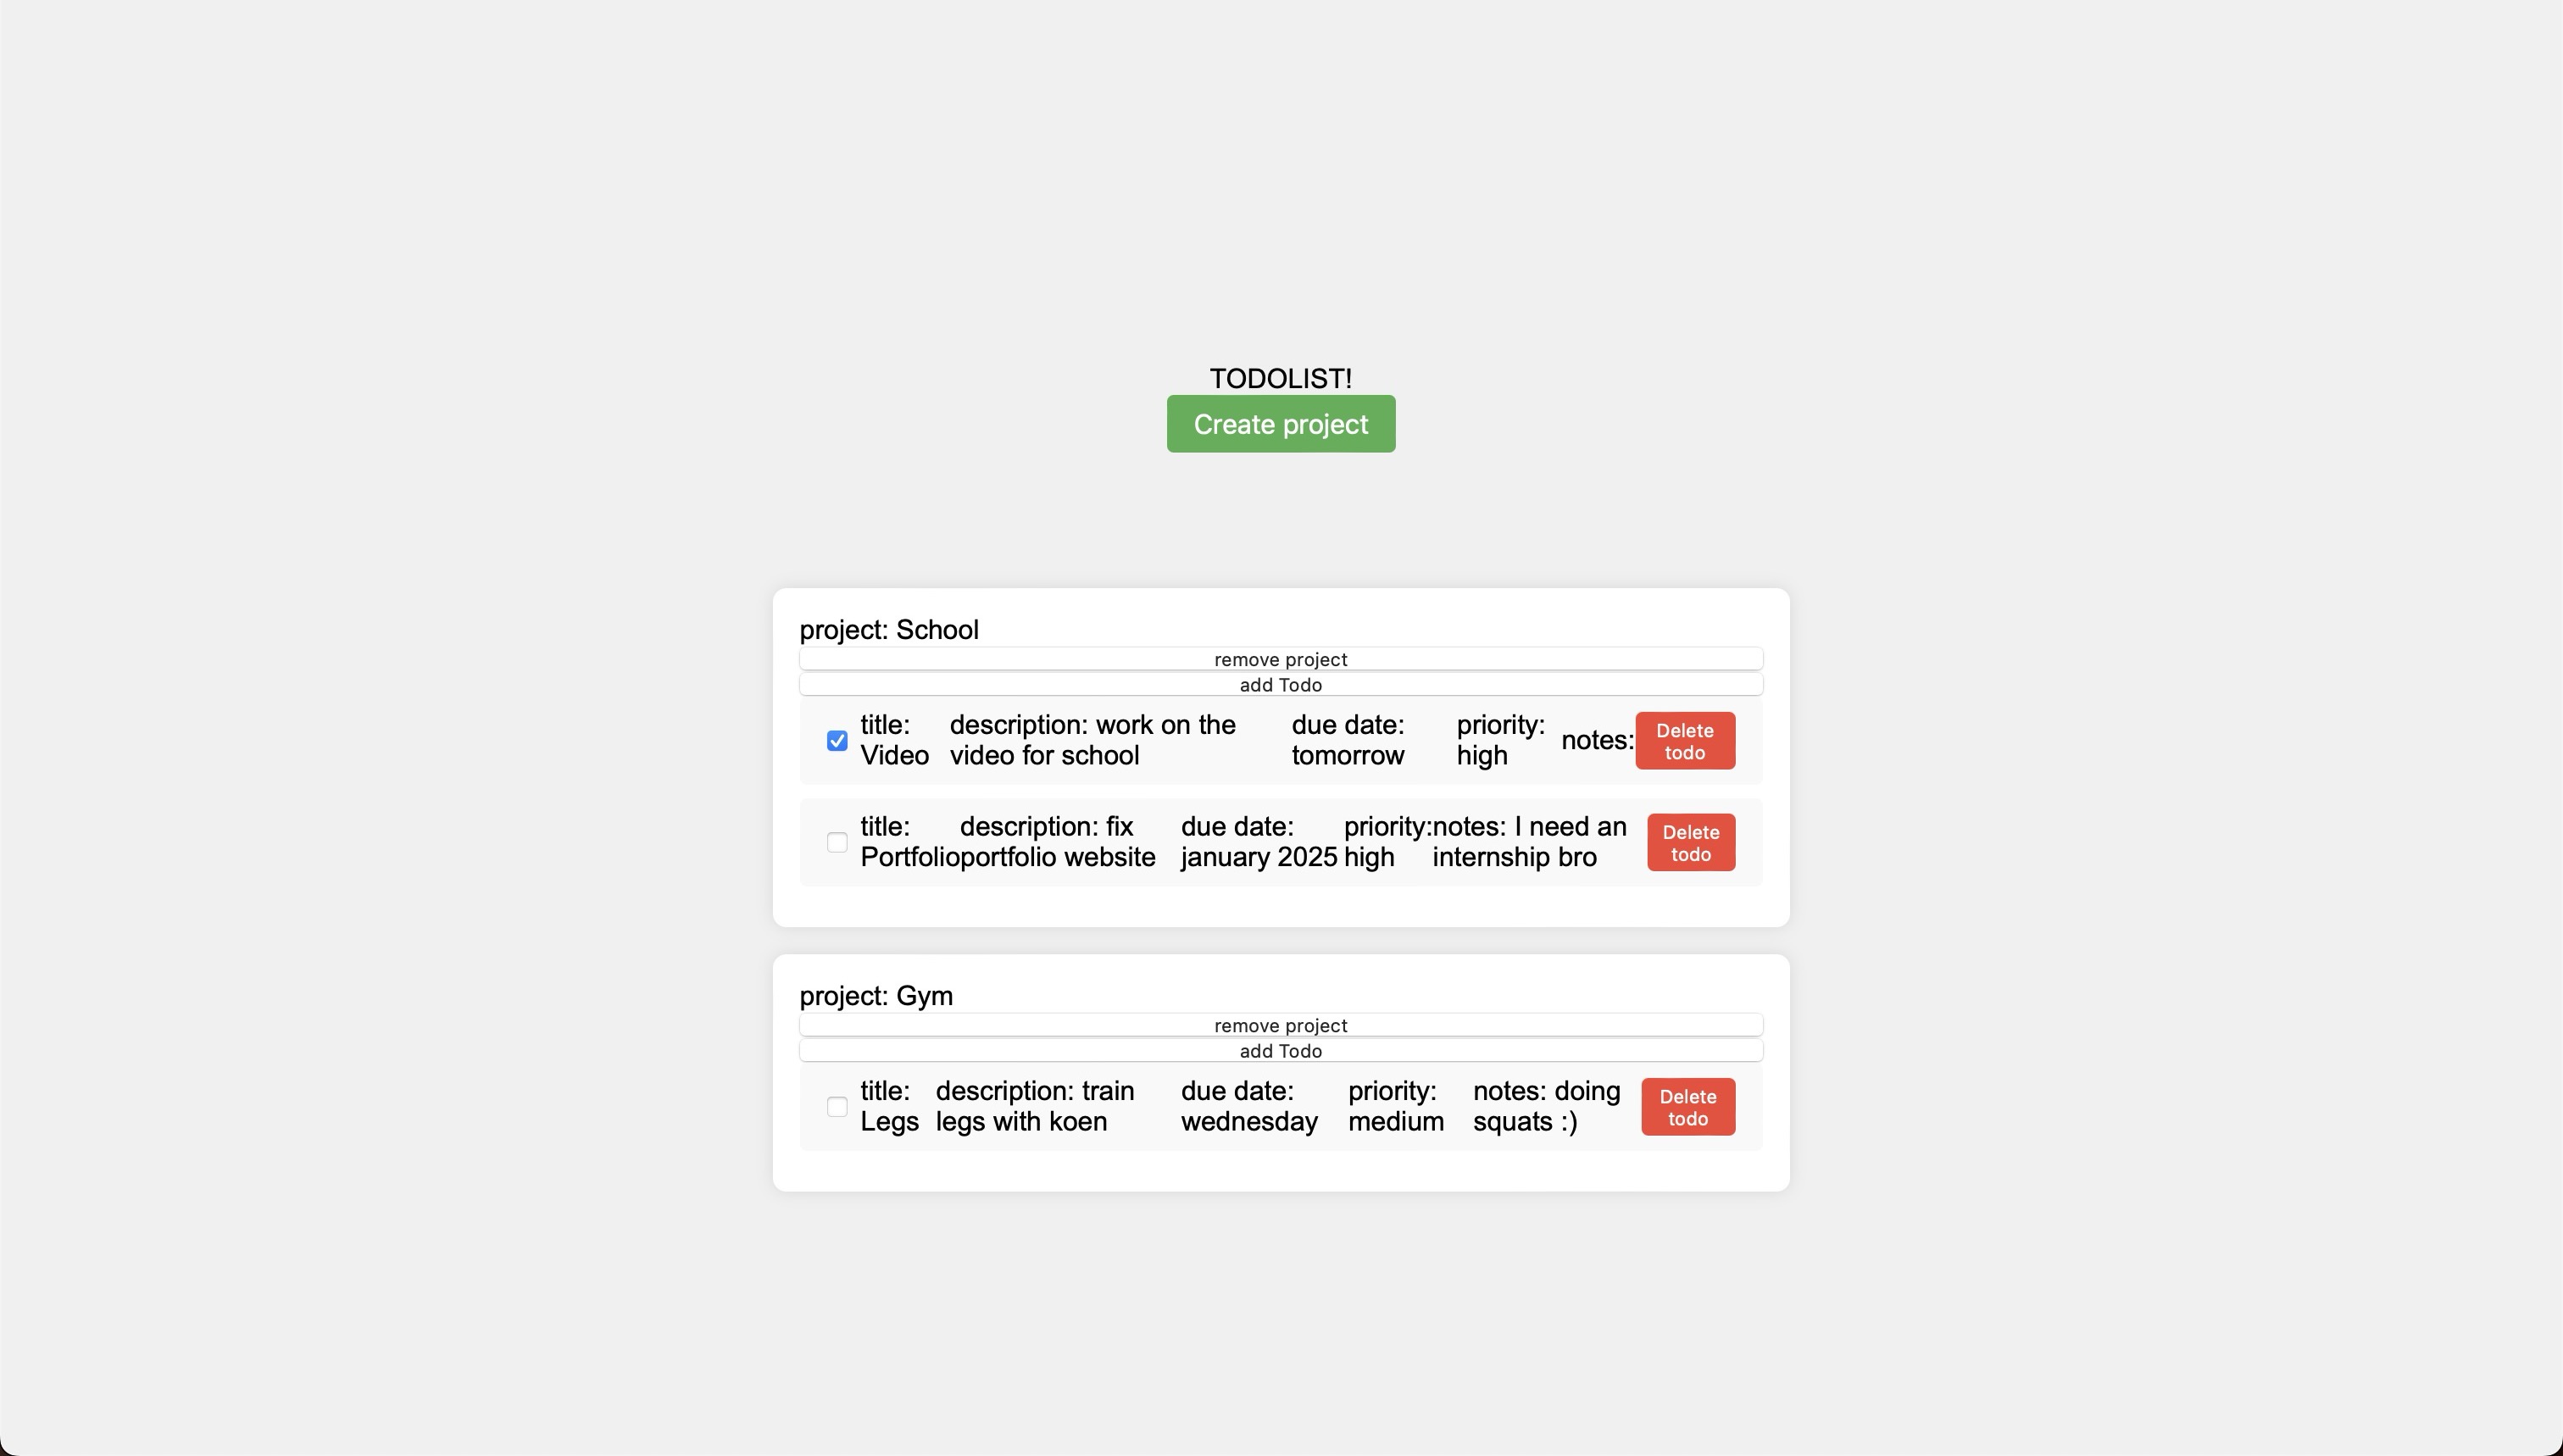 TODOLIST!
Create project
project: School
remove project
add Todo
title: description: work on the due date: priority: notes: Delete
Video video for school tomorrow high todo
title: description: fix due date: priority:notes: I need an Delete
Portfolioportfolio website january 2025 high internship bro todo
project: Gym
remove project
add Todo
title: description: train due date: priority: notes: doing Delete
Legs legs with koen wednesday medium squats :) todo